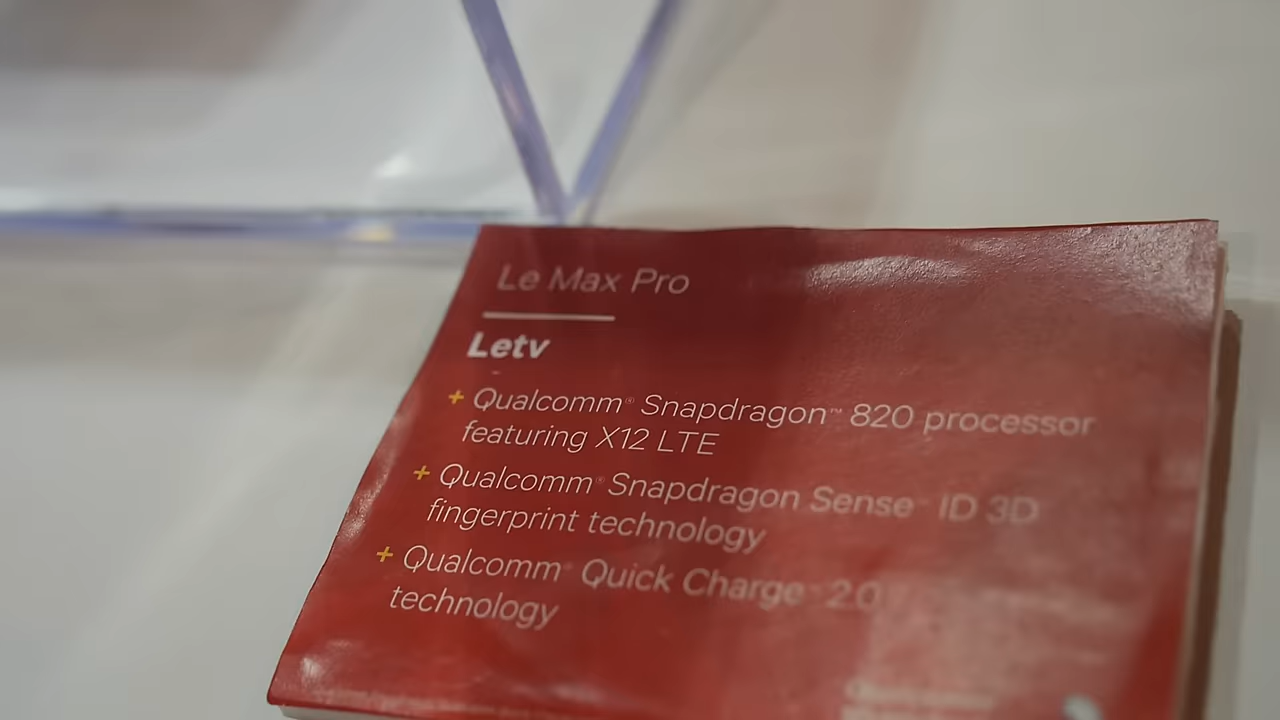 Le Max Pro
Letv
+ Qualcomm® Snapdragon™ 820 processor
featuring X12 LTE
+ Qualcomm® Snapdragon Sense™ ID 3D
fingerprint technology
+ Qualcomm® Quick Charge™ 2.0
technology